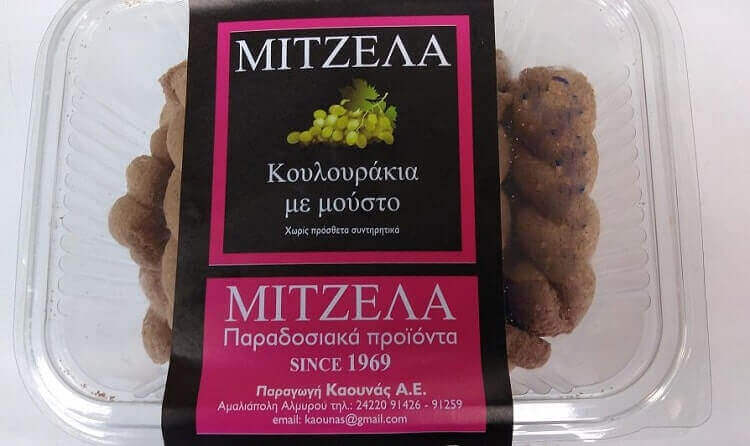 ΜΙΤΖΕΛΑ
Κουλουράκια
με μούστο
Χωρίς πρόσθετα συντηρητικά
ΜΙΤΖΕΛΑ
Παραδοσιακά προϊόντα
SINCE 1969
Παραγωγή Καουνάς Α.Ε.
Αμαλιάπολη Αλμυρού τηλ.: 24220 91426 - 91259
email: kaounas@gmail.com